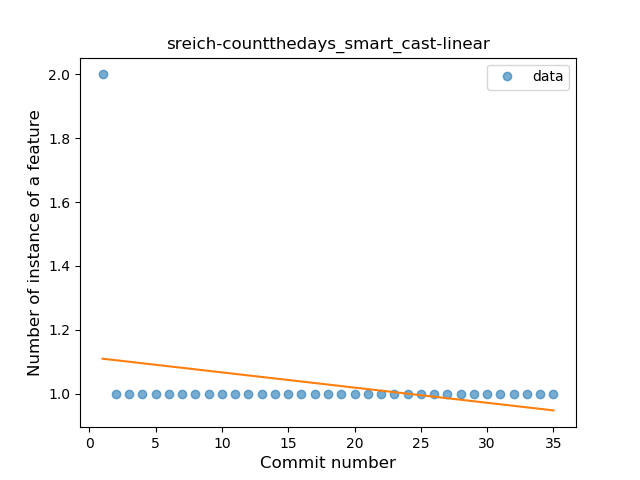 sreich-countthedays_smart_cast-linear
data
Number of instance of a feature
2.0
1.8
1.6
1.4
1.2
1.0
0 5 10 15 20 25 30 35
Commit number